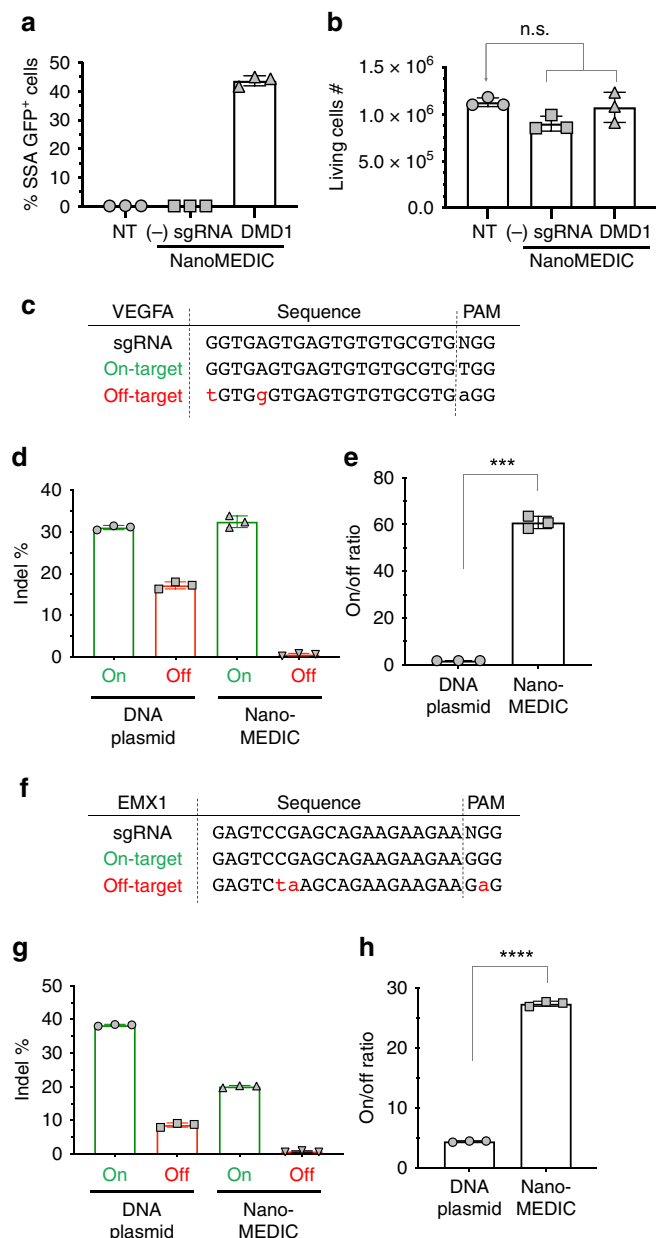 a
% SSA GFP+ cells
50
40
30
20
10
0
NT
(–) sgRNA
DMD1
NanoMEDIC
b
n.s.
Living cells #
1.5 × 10⁶
1.0 × 10⁶
5.0 × 10⁵
0.0
NT
(–) sgRNA
DMD1
NanoMEDIC
c
VEGFA Sequence PAM
sgRNA GGTGAGTGAGTGTGTGCGTGNGG
On-target GGTGAGTGAGTGTGTGCGTGTGG
Off-target tGTGgGTGAGTGTGTGCGTGaGG
d
Indel %
40
30
20
10
0
On Off On Off
DNA plasmid
Nano-MEDIC
e
***
On/off ratio
80
60
40
20
0
DNA plasmid
Nano-MEDIC
f
EMX1 Sequence PAM
sgRNA GAGTCCGAGCAGAAGAAGAANGG
On-target GAGTCCGAGCAGAAGAAGAAGGG
Off-target GAGTCtaAGCAGAAGAAGAAGaG
g
Indel %
50
40
30
20
10
0
On Off On Off
DNA plasmid
Nano-MEDIC
h
****
On/off ratio
30
20
10
0
DNA plasmid
Nano-MEDIC